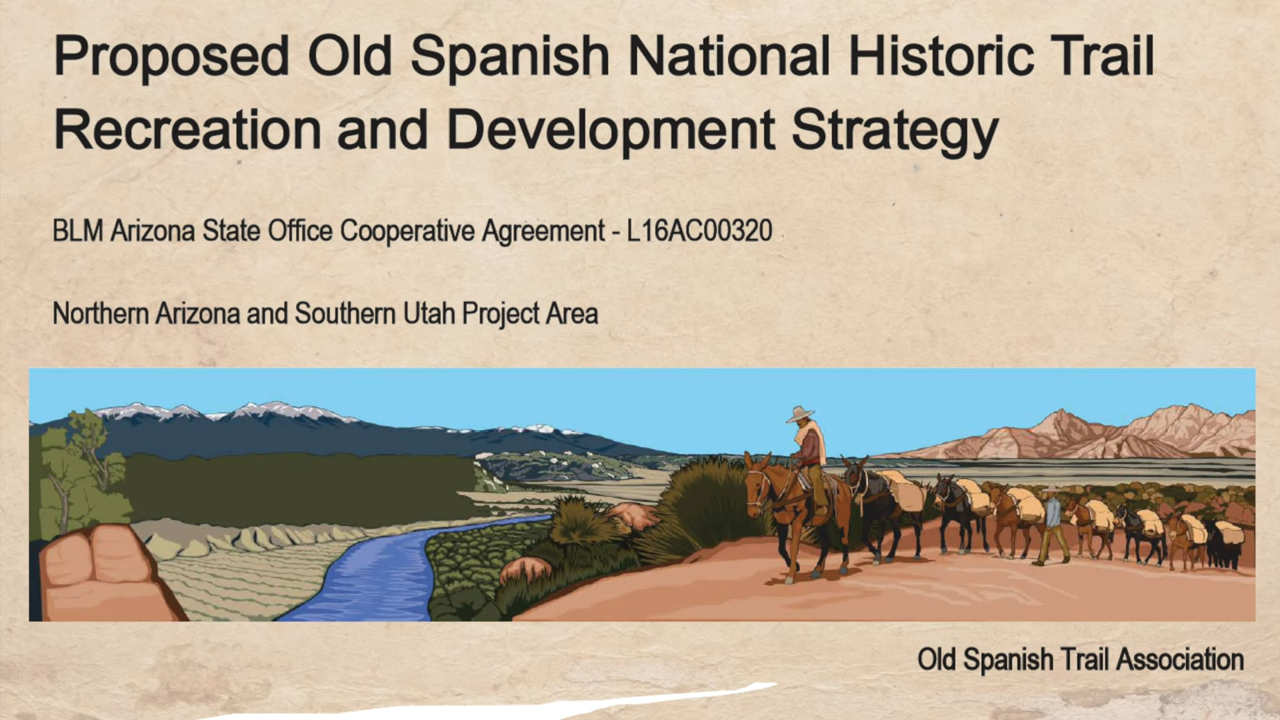 Proposed Old Spanish National Historic Trail
Recreation and Development Strategy
BLM Arizona State Office Cooperative Agreement - L16AC00320
Northern Arizona and Southern Utah Project Area
Old Spanish Trail Association